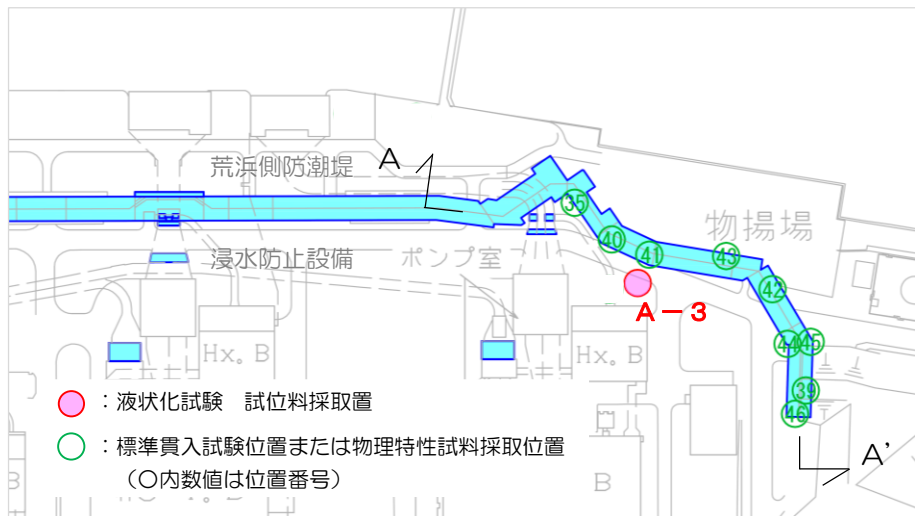 荒浜側防潮堤
A
35
物揚場
40
41
43
浸水防止設備
ポンプ室
42
A－3
44
45
Hx。B
Hx。B
39
46
：液状化試験　試位料採取置
：標準貫入試験位置または物理特性試料採取位置
（〇内数値は位置番号）
A'
B
B